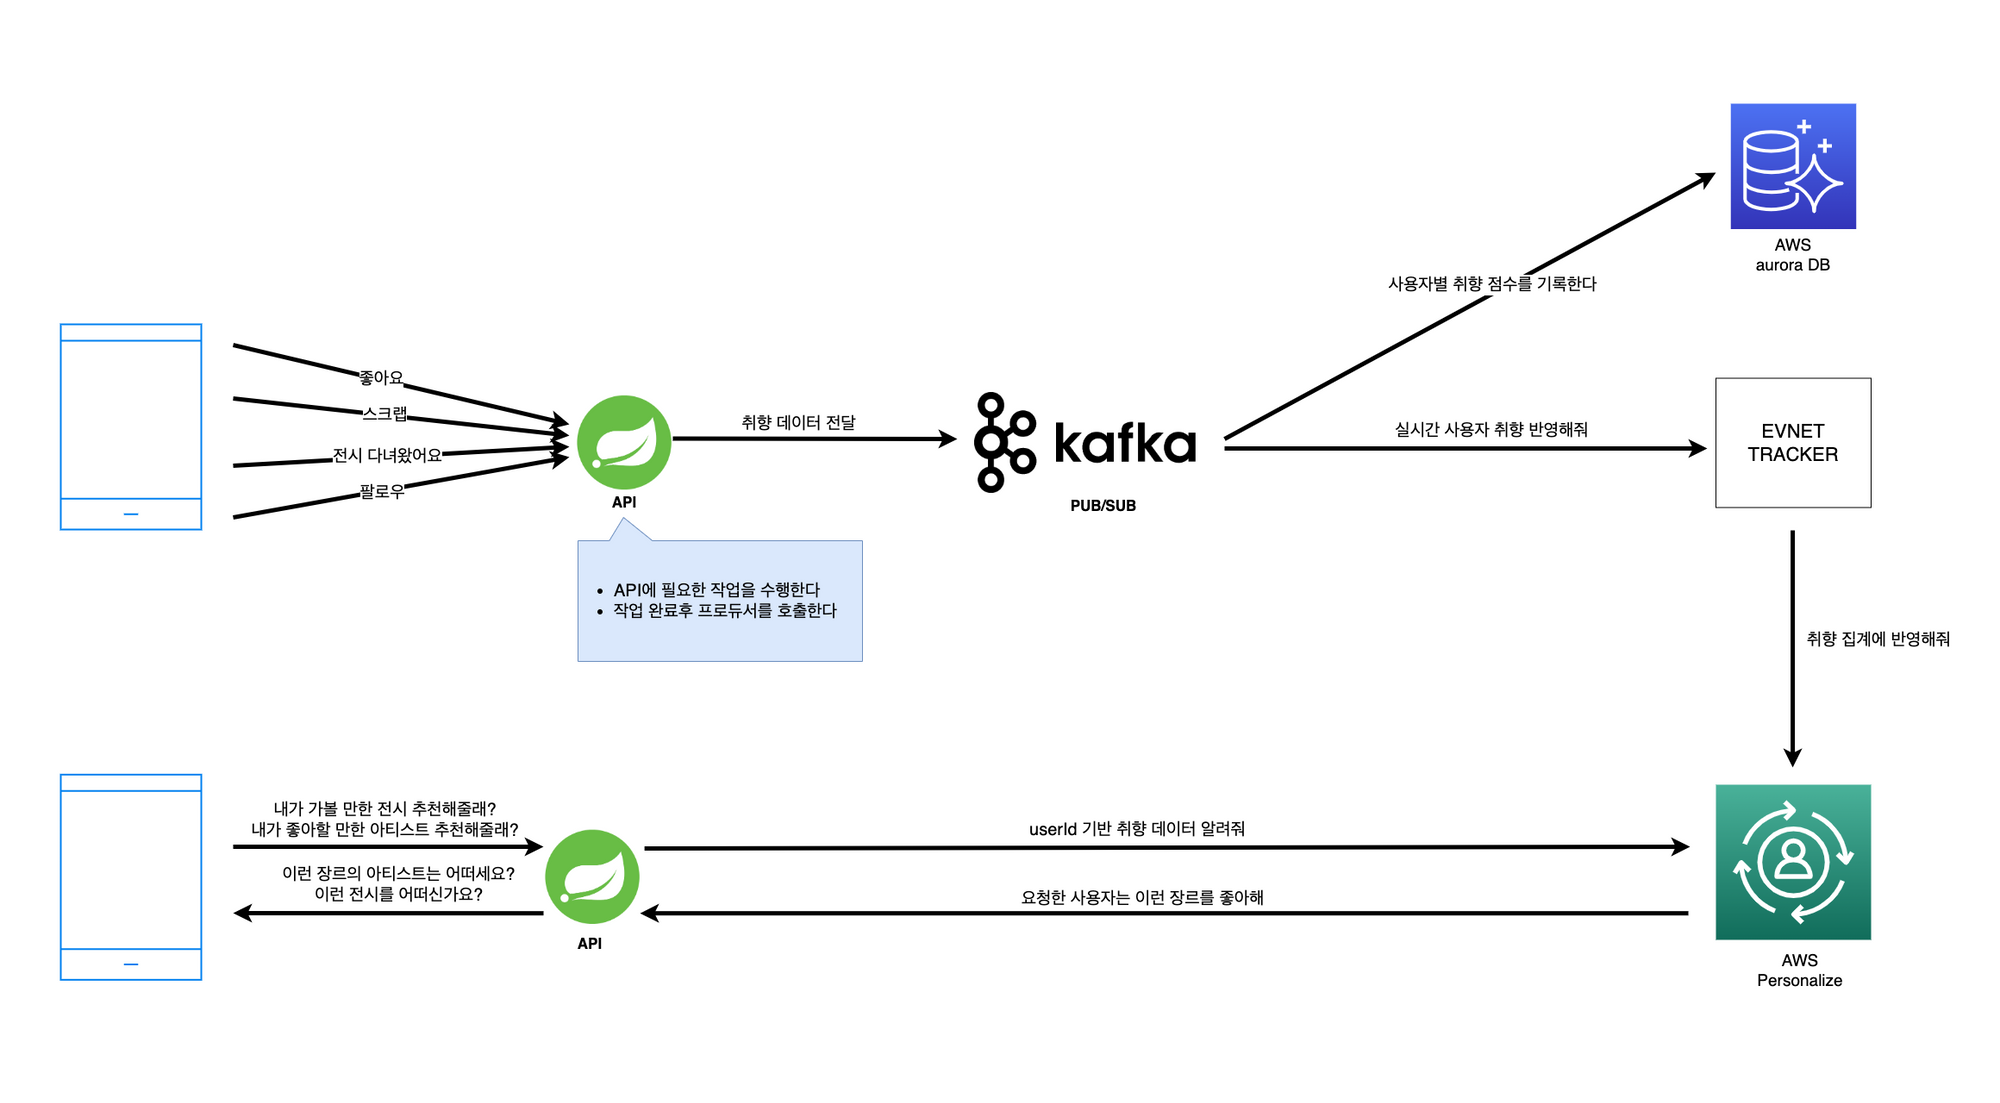 AWS
aurora DB
사용자별 취향 점수를 기록한다
좋아요
스크랩
전시 다녀왔어요
팔로우
API
취향 데이터 전달
kafka
PUB/SUB
실시간 사용자 취향 반영해줘
EVNET
TRACKER
• API에 필요한 작업을 수행한다
• 작업 완료후 프로듀서를 호출한다
취향 집계에 반영해줘
내가 가볼 만한 전시 추천해줄래?
내가 좋아할 만한 아티스트 추천해줄래?
이런 장르의 아티스트는 어떠세요?
이런 전시를 어떠신가요?
API
userId 기반 취향 데이터 알려줘
요청한 사용자는 이런 장르를 좋아해
AWS
Personalize